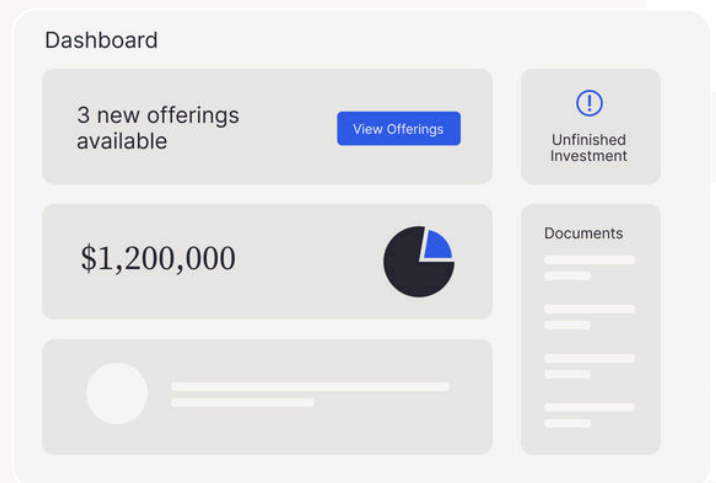 Dashboard
3 new offerings
available
View Offerings
Unfinished
Investment
$1,200,000
Documents